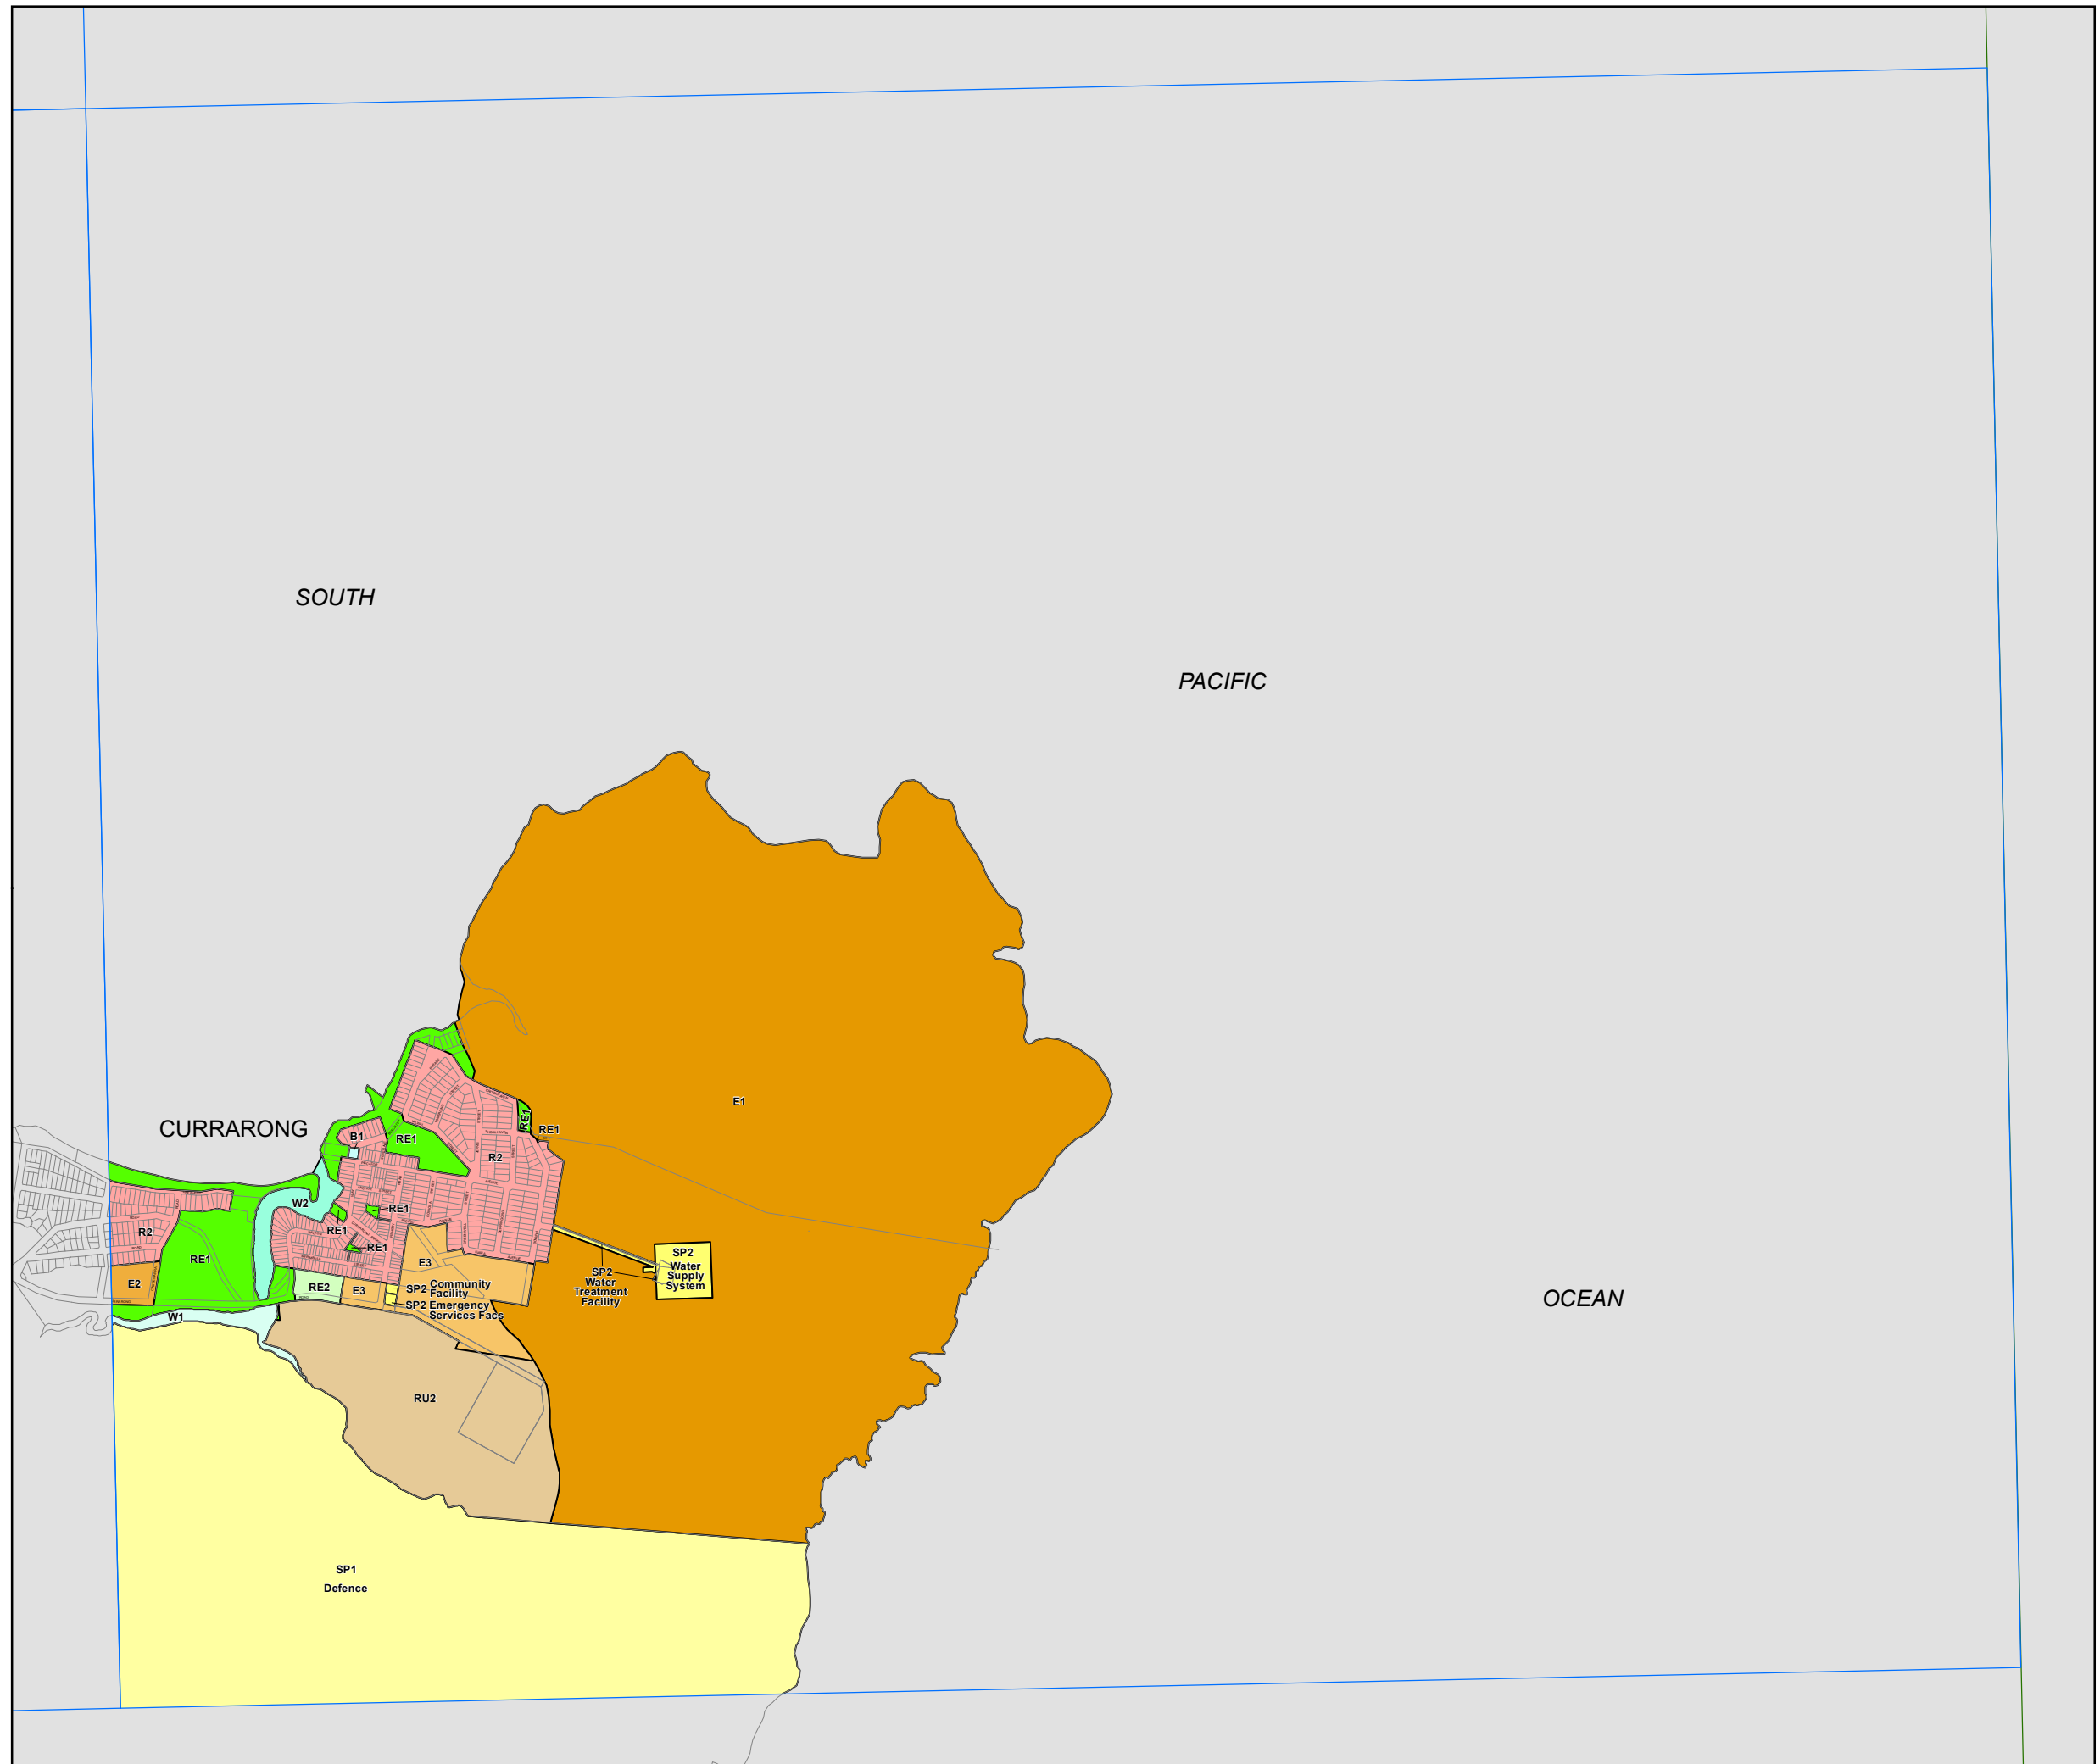 SOUTH
PACIFIC
E1
RE1
RE1
CURRARONG
B1
RE1
R2
W2
RE1
RE1
R2
RE1
RE1
E3
SP2
Water
Supply
System
SP2
Water
Treatment
Facility
E2
RE2
E3
SP2 Community
Facility
SP2 Emergency
Services Facs
OCEAN
W1
RU2
SP1
Defence